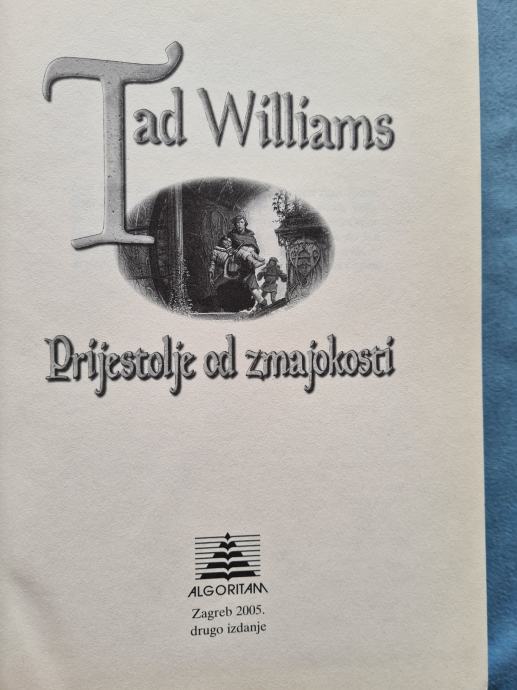 Tad Williams
Prijestolje od zmajokosti
ALGORITAM
Zagreb 2005.
drugo izdanje